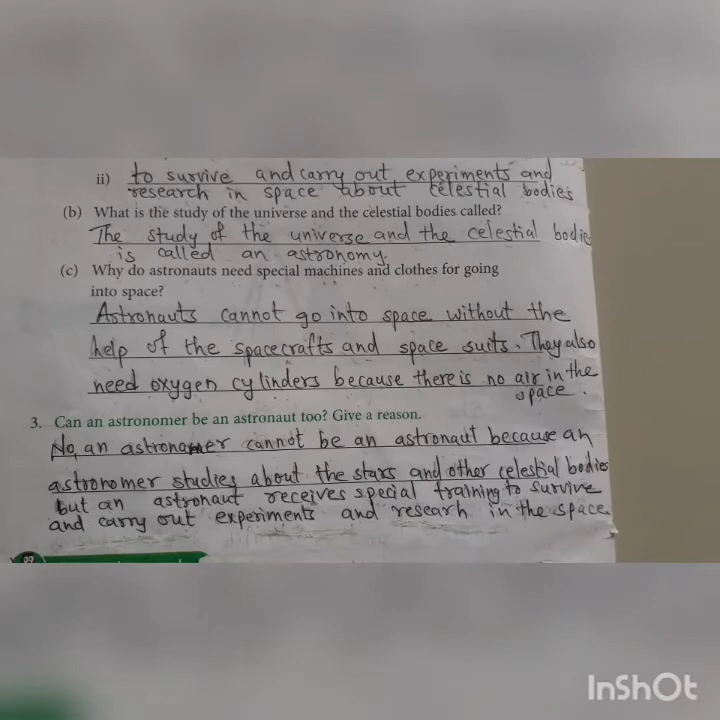 ii) to survive and carry out experiments and
research in space about celestial bodies
(b) What is the study of the universe and the celestial bodies called?
The study of the universe and the celestial bodie
is called an astronomy.
(c) Why do astronauts need special machines and clothes for going
into space?
Astronauts cannot go into space without the
help of the spacecrafts and space suits. They also
need oxygen cylinders because there is no air in the
space.
3. Can an astronomer be an astronaut too? Give a reason.
No, an astronomer cannot be an astronaut because an
astronomer studies about the stars and other celestial bodies
but an astronaut receives special training to survive
and carry out experiments and researh in the space
99
InShOt